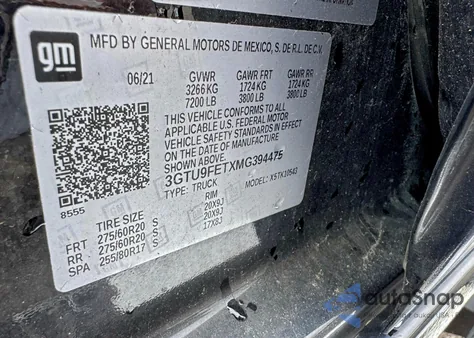 gm
MFD BY GENERAL MOTORS DE MEXICO, S. DE R.L. DE C.V.
06/21 GVWR GAWR FRT GAWR RR
3266 KG 1724 KG 1724 KG
7200 LB 3800 LB 3800 LB
THIS VEHICLE CONFORMS TO ALL
APPLICABLE U.S. FEDERAL MOTOR
VEHICLE SAFETY STANDARDS IN EFFECT
ON THE DATE OF MANUFACTURE
SHOWN ABOVE.
3GTU9FETXMG394475
TYPE: TRUCK MODEL: X5TK10543
8555
TIRE SIZE RIM
FRT 275/60R20 S 20X9J
RR 275/60R20 S 20X9J
SPA 255/80R17 S 17X8J
autoSnap